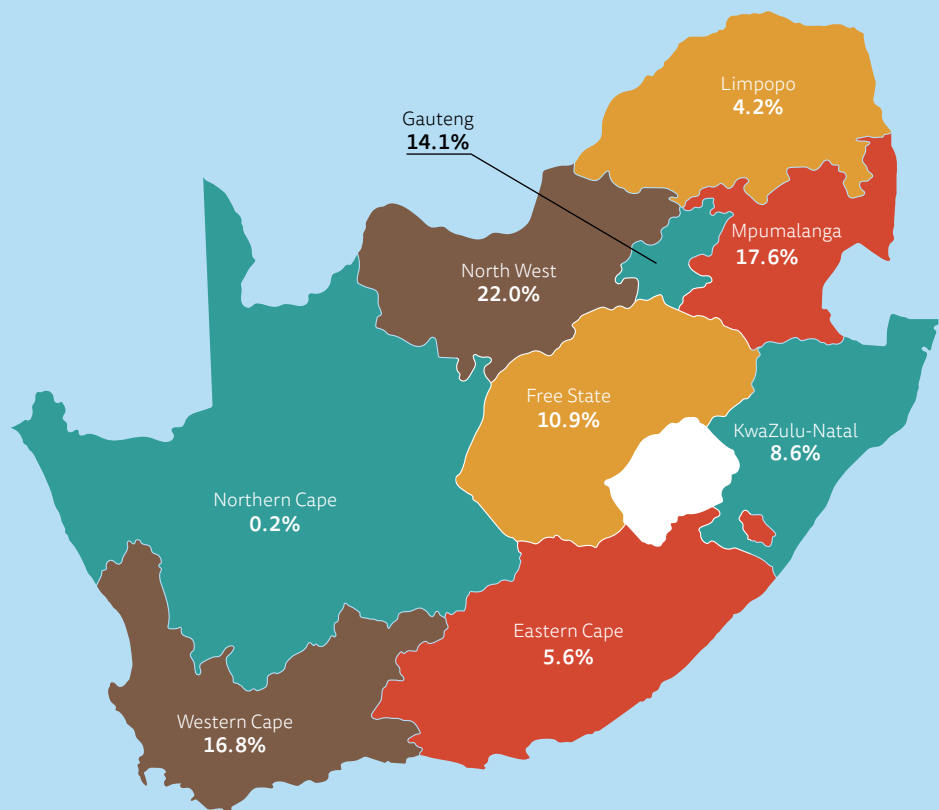 Limpopo
4.2%
Gauteng
14.1%
Mpumalanga
17.6%
North West
22.0%
Free State
10.9%
KwaZulu-Natal
8.6%
Northern Cape
0.2%
Eastern Cape
5.6%
Western Cape
16.8%